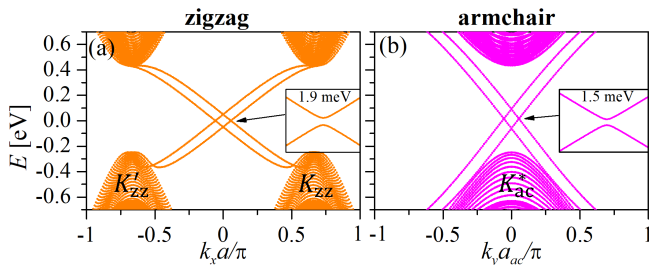 zigzag
armchair
(a)
(b)
1.9 meV
1.5 meV
E [eV]
0.6
0.4
0.2
0.0
-0.2
-0.4
-0.6
K′zz
Kzz
K*ac
-1
-0.5
0
0.5
1
-1
-0.5
0
0.5
1
kxa/π
kyaac/π